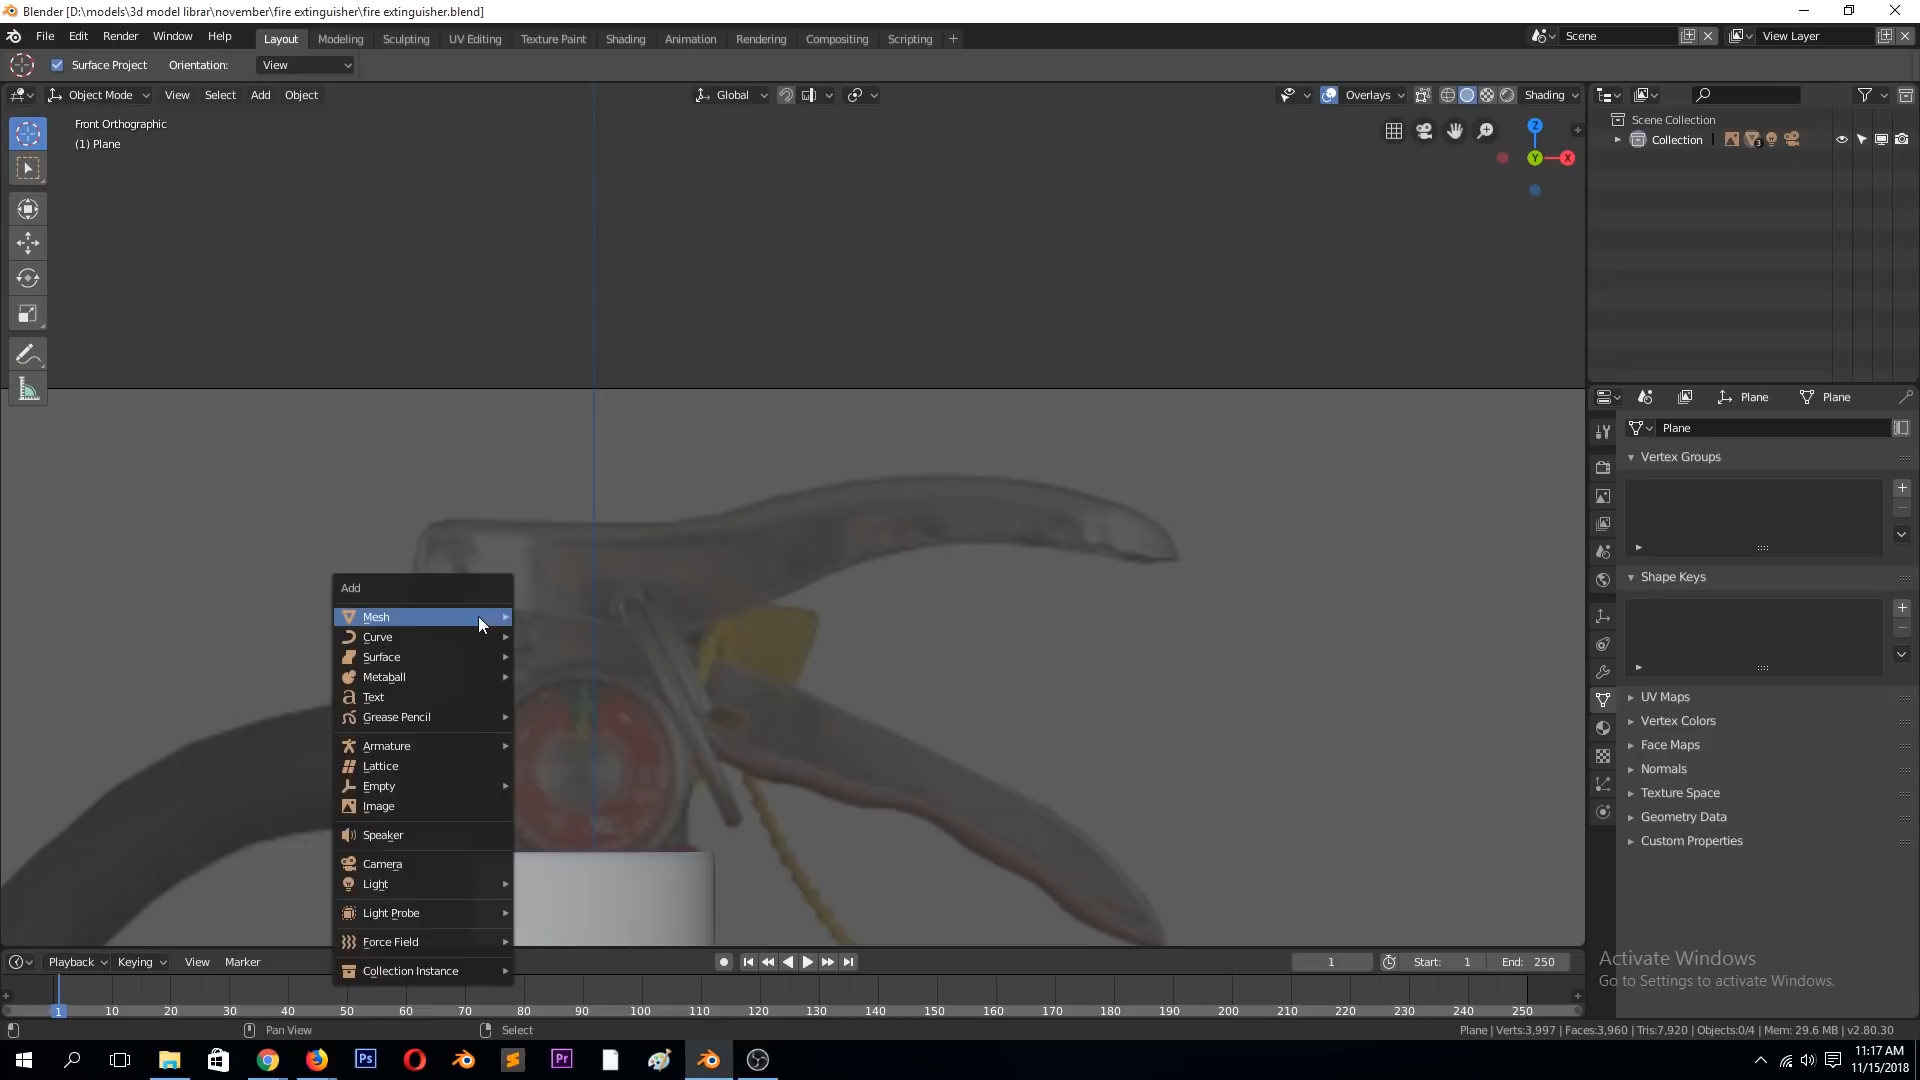 Blender [D:\models\3d model librar\november\fire extinguisher\fire extinguisher.blend]
File Edit Render Window Help Layout Modeling Sculpting UV Editing Texture Paint Shading Animation Rendering Compositing Scripting + Scene View Layer
Surface Project Orientation: View
Object Mode View Select Add Object Global Overlays Shading
Front Orthographic
(1) Plane
Z
Y
X
Scene Collection
Collection 3
Plane Plane
Plane
Vertex Groups
Shape Keys
UV Maps
Vertex Colors
Face Maps
Normals
Texture Space
Geometry Data
Custom Properties
Add
Mesh
Curve
Surface
Metaball
Text
Grease Pencil
Armature
Lattice
Empty
Image
Speaker
Camera
Light
Light Probe
Force Field
Collection Instance
Activate Windows
Go to Settings to activate Windows.
Playback Keying View Marker 1 Start: 1 End: 250
1 10 20 30 40 50 60 70 80 90 100 110 120 130 140 150 160 170 180 190 200 210 220 230 240 250
Pan View Select Plane | Verts:3,997 | Faces:3,960 | Tris:7,920 | Objects:0/4 | Mem: 29.6 MB | v2.80.30
Ps Pr
11:17 AM
11/15/2018